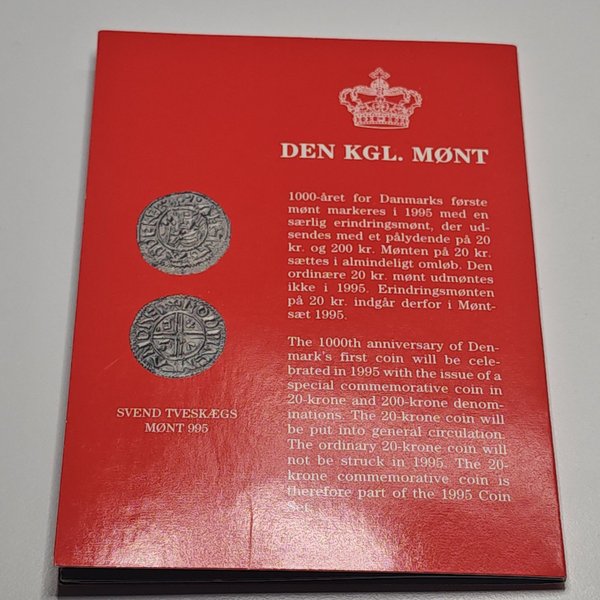 DEN KGL. MØNT
1000-året for Danmarks første
mønt markeres i 1995 med en
særlig erindringsmønt, der ud-
sendes med et pålydende på 20
kr. og 200 kr. Mønten på 20 kr.
sættes i almindeligt omløb. Den
ordinære 20 kr. mønt udmøntes
ikke i 1995. Erindringsmønten
på 20 kr. indgår derfor i Mønt-
sæt 1995.
The 1000th anniversary of Den-
mark's first coin will be cele-
brated in 1995 with the issue of a
special commemorative coin in
20-krone and 200-krone denom-
inations. The 20-krone coin will
be put into general circulation.
The ordinary 20-krone coin will
not be struck in 1995. The 20-
krone commemorative coin is
therefore part of the 1995 Coin
Set.
SVEND TVESKÆGS
MØNT 995